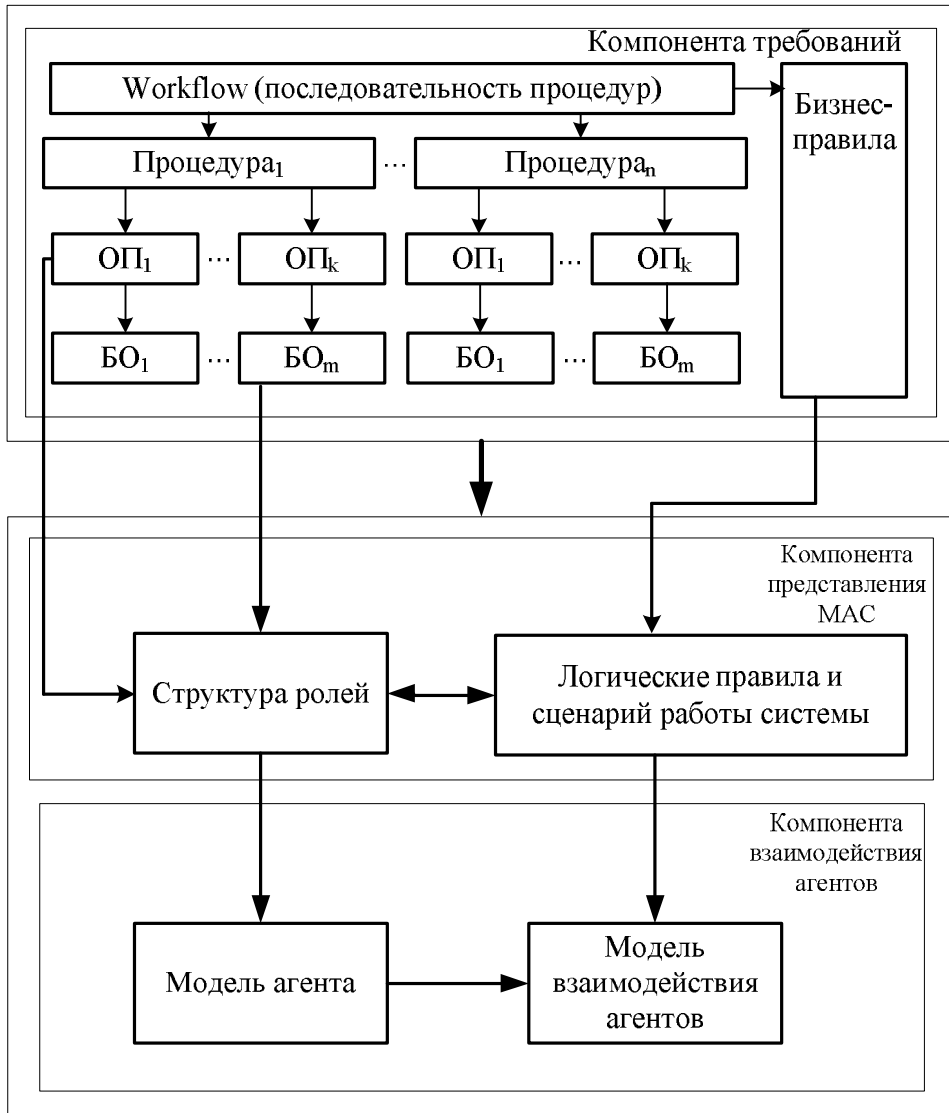 Компонента требований
Workflow (последовательность процедур)
Бизнес-
правила
Процедура₁ ... Процедураₙ
ОП₁ ... ОПₖ ОП₁ ... ОПₖ
БО₁ ... БОₘ БО₁ ... БОₘ
Компонента
представления
МАС
Структура ролей
Логические правила и
сценарий работы системы
Компонента
взаимодействия
агентов
Модель агента
Модель
взаимодействия
агентов